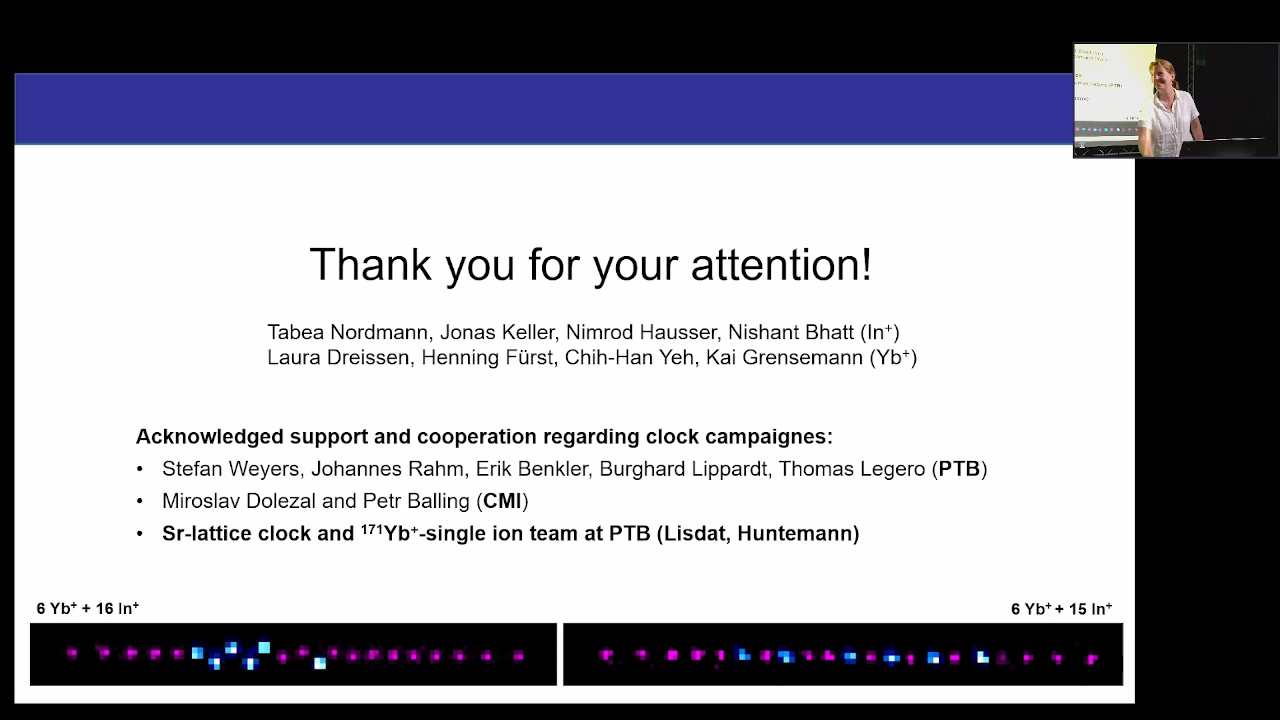 Thank you for your attention!
Tabea Nordmann, Jonas Keller, Nimrod Hausser, Nishant Bhatt (In⁺)
Laura Dreissen, Henning Fürst, Chih-Han Yeh, Kai Grensemann (Yb⁺)
Acknowledged support and cooperation regarding clock campaignes:
• Stefan Weyers, Johannes Rahm, Erik Benkler, Burghard Lippardt, Thomas Legero (PTB)
• Miroslav Dolezal and Petr Balling (CMI)
• Sr-lattice clock and ¹⁷¹Yb⁺-single ion team at PTB (Lisdat, Huntemann)
6 Yb⁺ + 16 In⁺
6 Yb⁺ + 15 In⁺